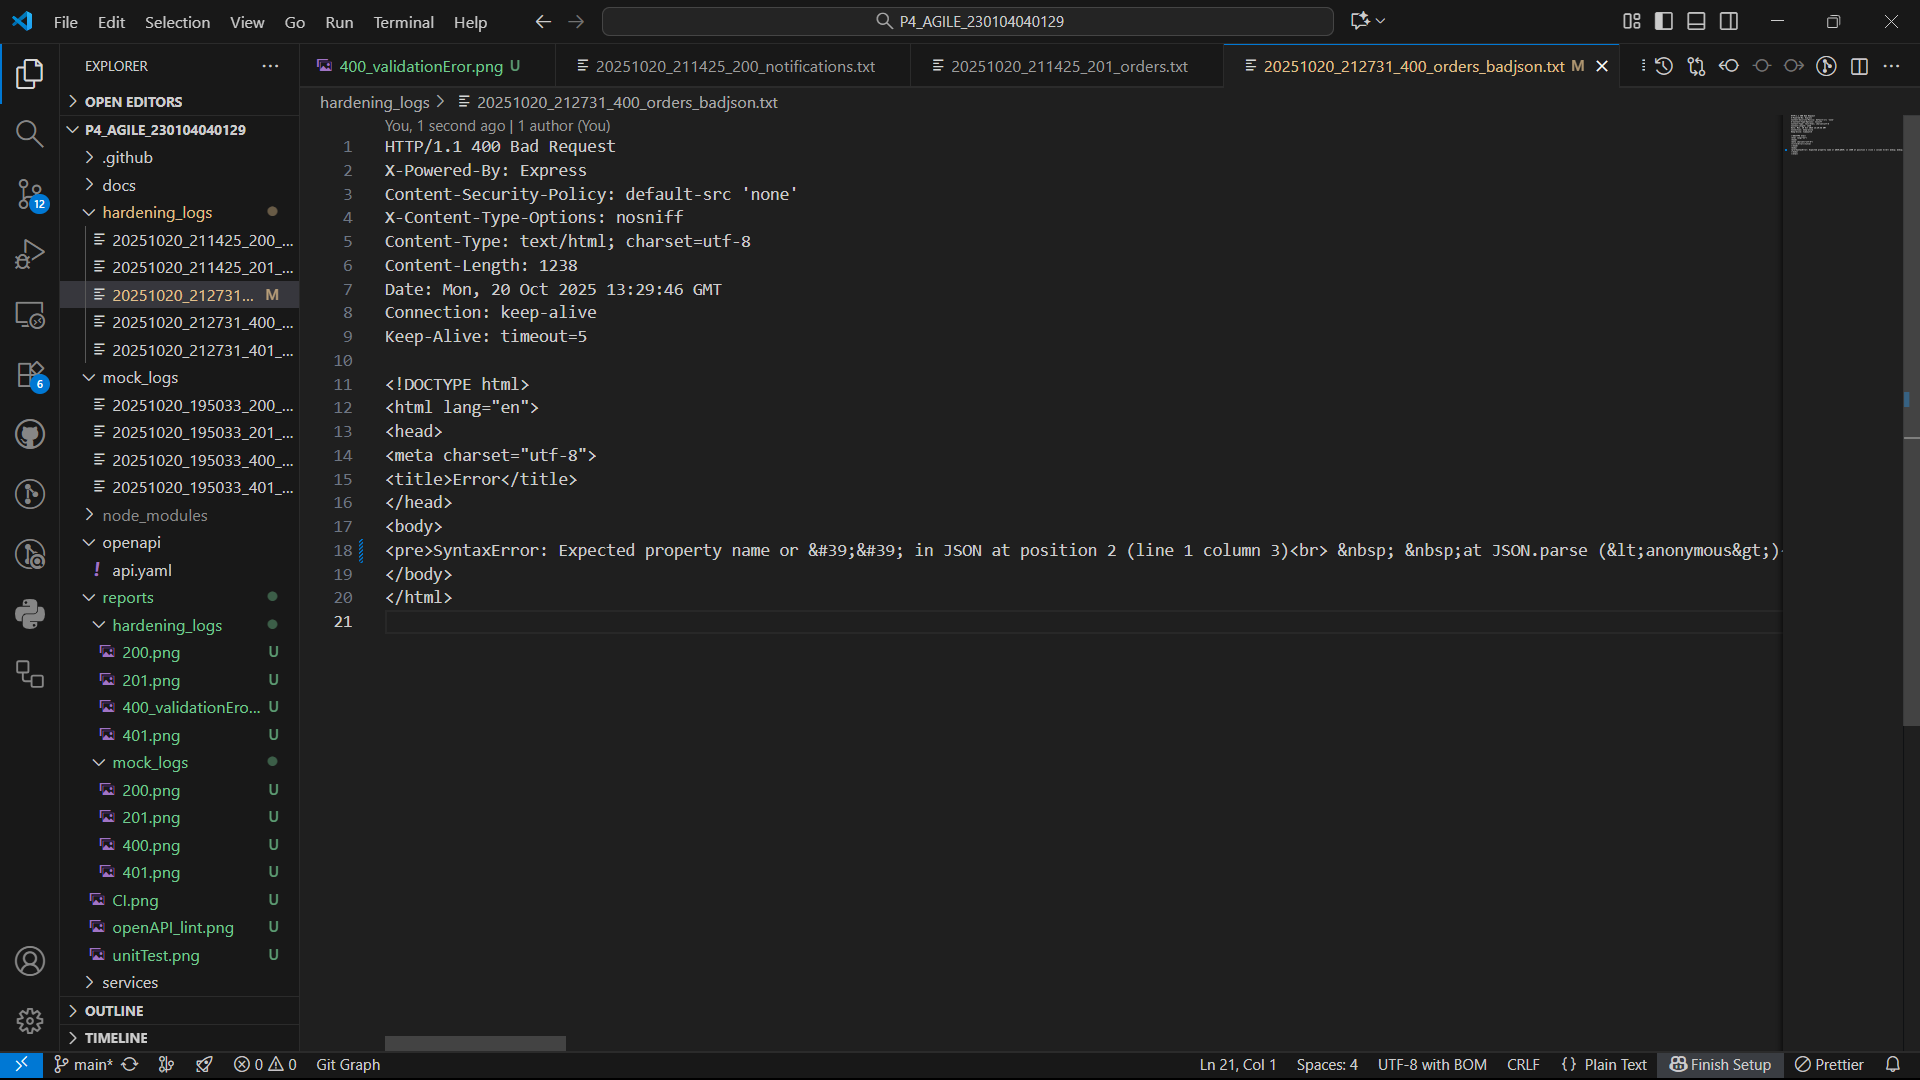 File Edit Selection View Go Run Terminal Help
P4_AGILE_230104040129
EXPLORER
400_validationEror.png U
20251020_211425_200_notifications.txt
20251020_211425_201_orders.txt
20251020_212731_400_orders_badjson.txt M
OPEN EDITORS
P4_AGILE_230104040129
.github
docs
hardening_logs
20251020_211425_200_...
20251020_211425_201_...
20251020_212731... M
20251020_212731_400_...
20251020_212731_401_...
mock_logs
20251020_195033_200_...
20251020_195033_201_...
20251020_195033_400_...
20251020_195033_401_...
node_modules
openapi
! api.yaml
reports
hardening_logs
200.png U
201.png U
400_validationEro... U
401.png U
mock_logs
200.png U
201.png U
400.png U
401.png U
CI.png U
openAPI_lint.png U
unitTest.png U
services
OUTLINE
TIMELINE
12
6
hardening_logs > 20251020_212731_400_orders_badjson.txt
You, 1 second ago | 1 author (You)
1 HTTP/1.1 400 Bad Request
2 X-Powered-By: Express
3 Content-Security-Policy: default-src 'none'
4 X-Content-Type-Options: nosniff
5 Content-Type: text/html; charset=utf-8
6 Content-Length: 1238
7 Date: Mon, 20 Oct 2025 13:29:46 GMT
8 Connection: keep-alive
9 Keep-Alive: timeout=5
10
11 <!DOCTYPE html>
12 <html lang="en">
13 <head>
14 <meta charset="utf-8">
15 <title>Error</title>
16 </head>
17 <body>
18 <pre>SyntaxError: Expected property name or &#39;&#39; in JSON at position 2 (line 1 column 3)<br> &nbsp; &nbsp;at JSON.parse (&lt;anonymous&gt;)
19 </body>
20 </html>
21
main* 0 0 Git Graph
Ln 21, Col 1 Spaces: 4 UTF-8 with BOM CRLF {} Plain Text Finish Setup Prettier